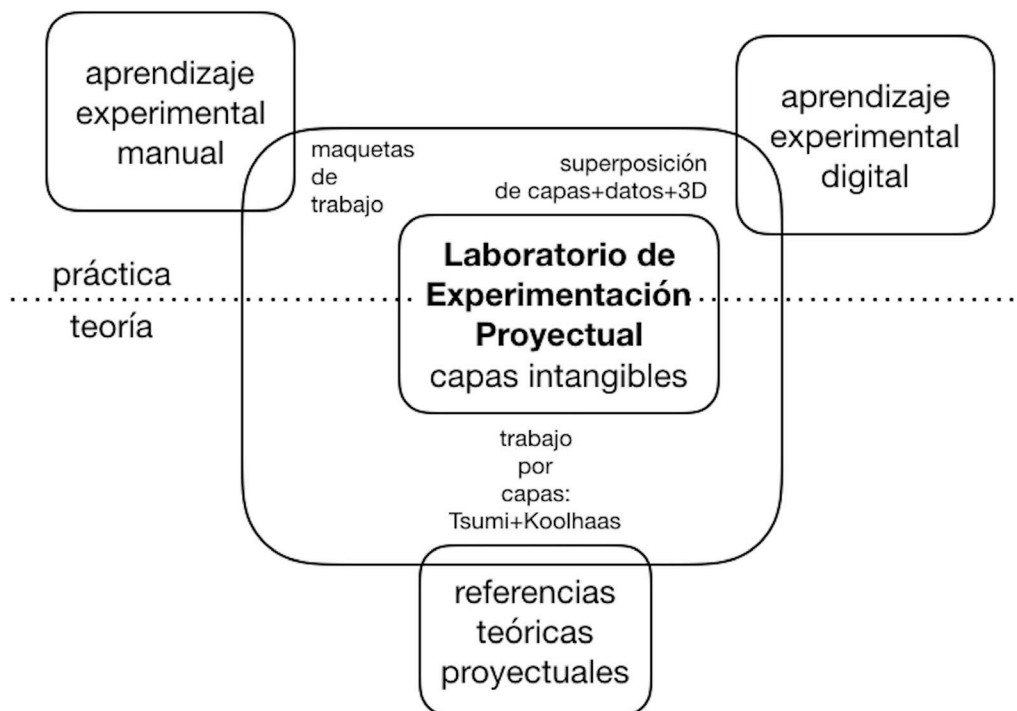 aprendizaje
experimental
manual
aprendizaje
experimental
digital
maquetas
de
trabajo
superposición
de capas+datos+3D
práctica
teoría
Laboratorio de
Experimentación
Proyectual
capas intangibles
trabajo
por
capas:
Tsumi+Koolhaas
referencias
teóricas
proyectuales